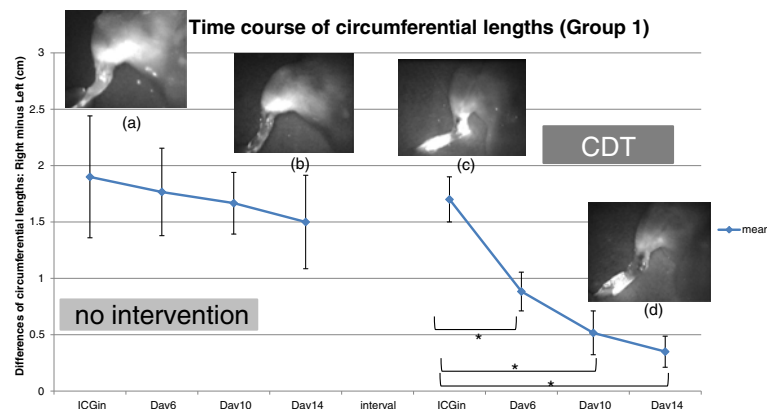 Time course of circumferential lengths (Group 1)
Differences of circumferential lengths: Right minus Left (cm)
3
2.5
2
1.5
1
0.5
0
(a)
(b)
(c)
(d)
CDT
no intervention
mean
*
*
*
ICGin Day6 Day10 Day14 interval ICGin Day6 Day10 Day14